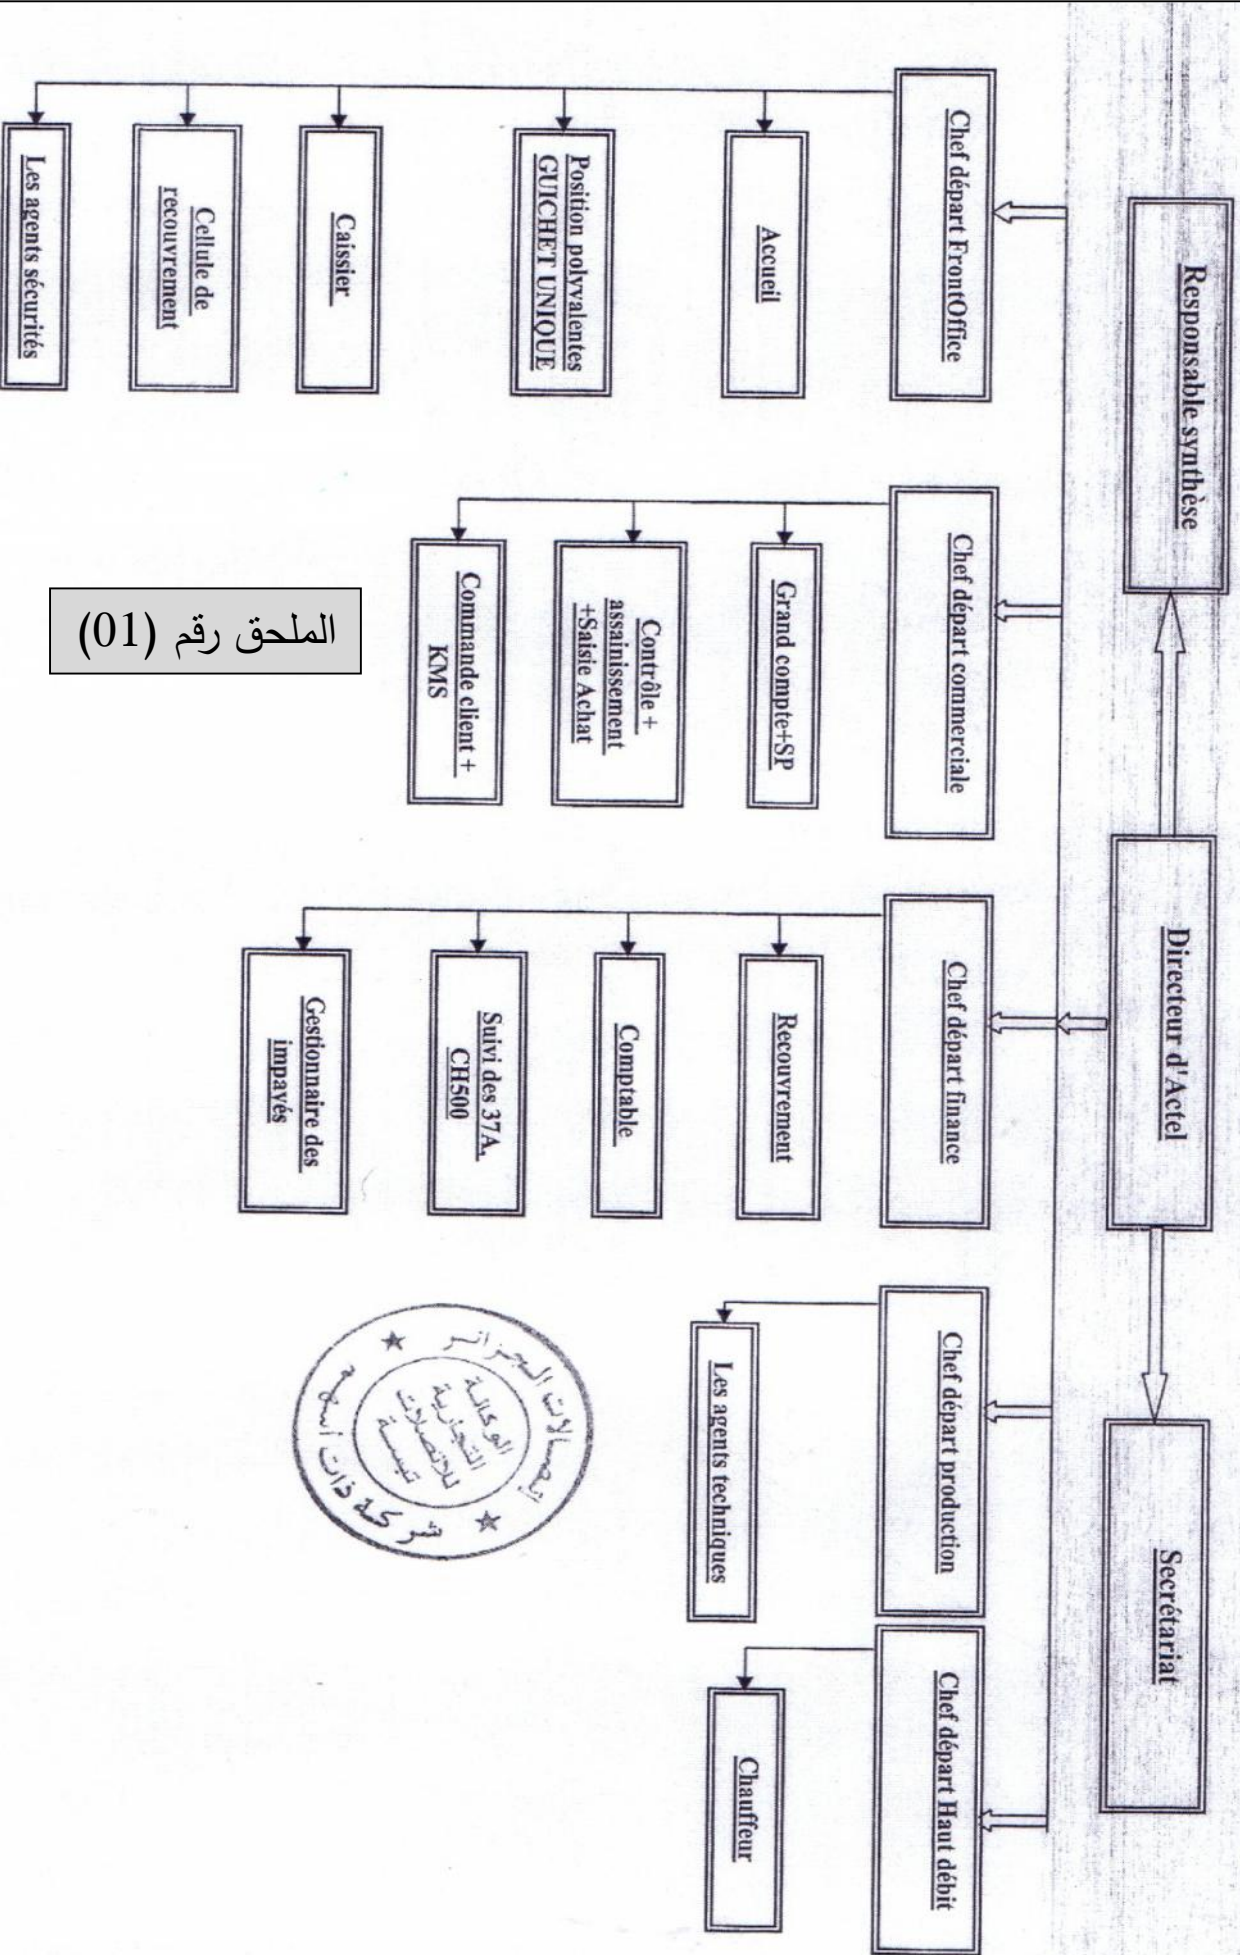 Responsable synthèse
Directeur d'Actel
Secrétariat
Chef départ FrontOffice
Accueil
Position polyvalentes
GUICHET UNIQUE
Caissier
Cellule de
recouvrement
Les agents sécurités
Chef départ commerciale
Grand compte+SP
Contrôle +
assainissement
+Saisie Achat
Commande client +
KMS
Chef départ finance
Recouvrement
Comptable
Suivi des 37A,
CH500
Gestionnaire des
impayés
Chef départ production
Les agents techniques
Chef départ Haut débit
Chauffeur
الملحق رقم (01)
إتصالات الجزائر
الوكالة
التجارية
للاتصلات
تبسة
شركة ذات أسهم